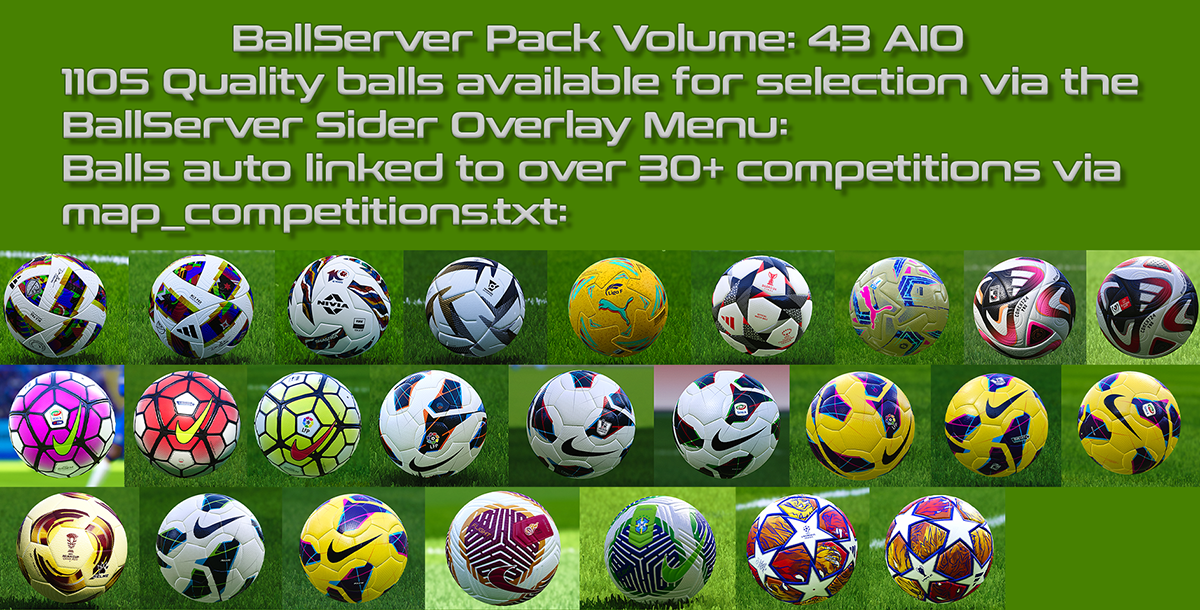 BallServer Pack Volume: 43 AIO
1105 Quality balls available for selection via the
BallServer Sider Overlay Menu:
Balls auto linked to over 30+ competitions via
map_competitions.txt:
NIVIA